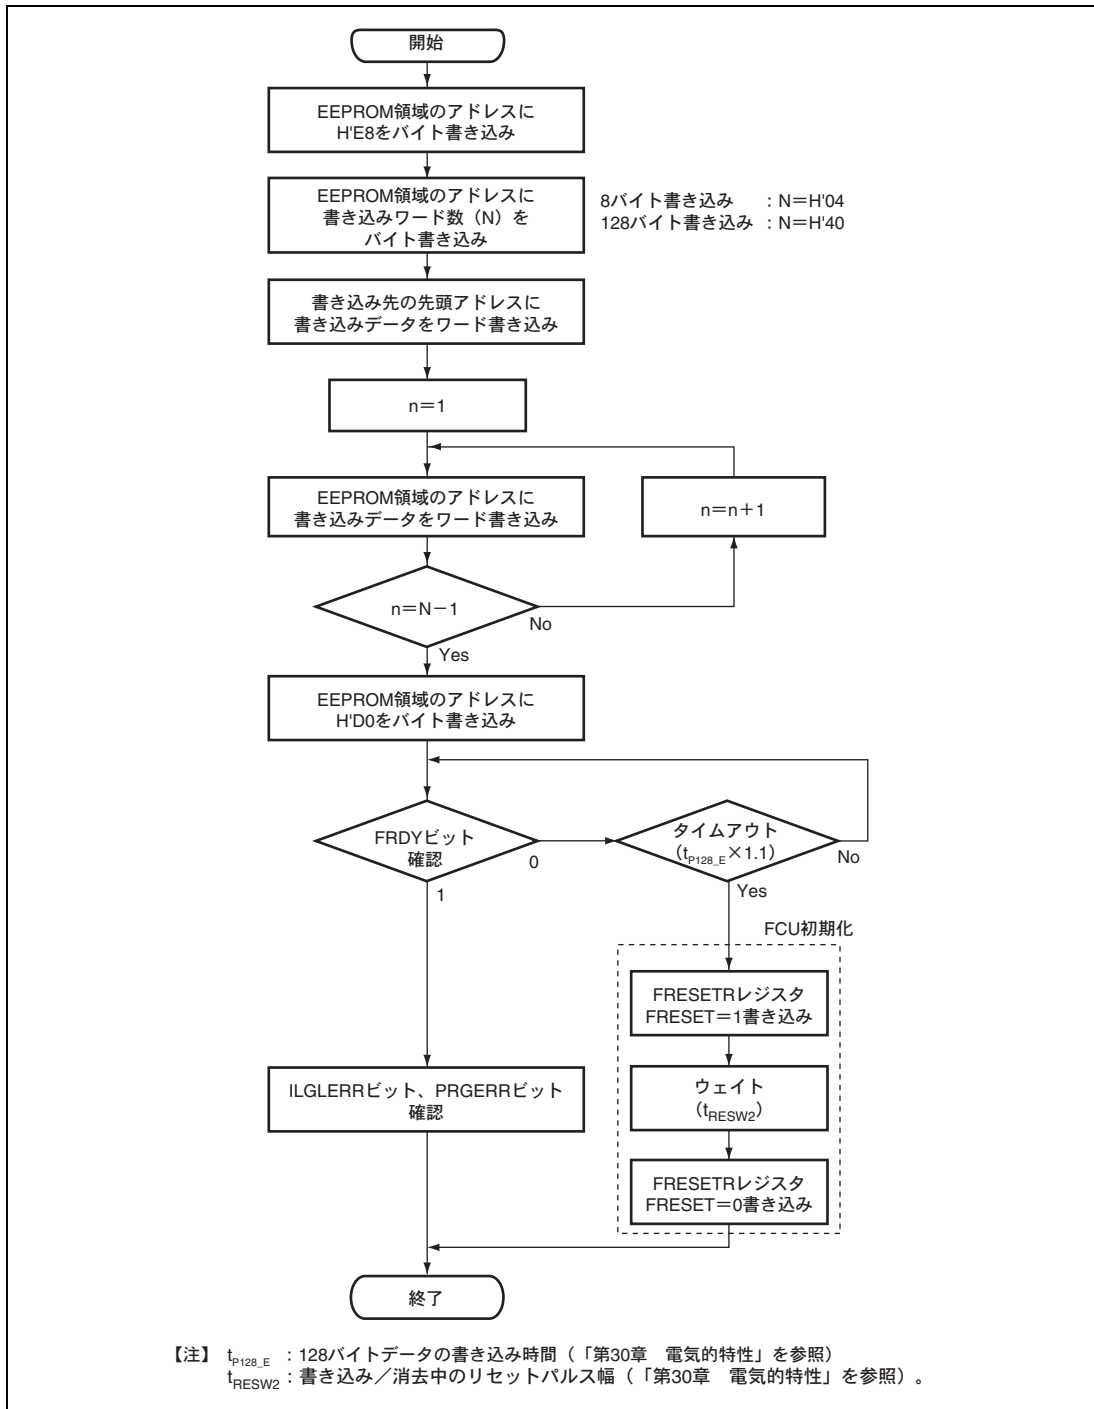 開始
EEPROM領域のアドレスに
H'E8をバイト書き込み
EEPROM領域のアドレスに
書き込みワード数（N）を
バイト書き込み
8バイト書き込み ：N＝H'04
128バイト書き込み ：N＝H'40
書き込み先の先頭アドレスに
書き込みデータをワード書き込み
n＝1
EEPROM領域のアドレスに
書き込みデータをワード書き込み
n＝n＋1
n＝N－1
No
Yes
EEPROM領域のアドレスに
H'D0をバイト書き込み
FRDYビット
確認
0
1
タイムアウト
（tP128_E×1.1）
No
Yes
FCU初期化
FRESETRレジスタ
FRESET＝1書き込み
ウェイト
（tRESW2）
FRESETRレジスタ
FRESET＝0書き込み
ILGLERRビット、PRGERRビット
確認
終了
【注】 tP128_E ：128バイトデータの書き込み時間（「第30章　電気的特性」を参照）
tRESW2：書き込み／消去中のリセットパルス幅（「第30章　電気的特性」を参照）。